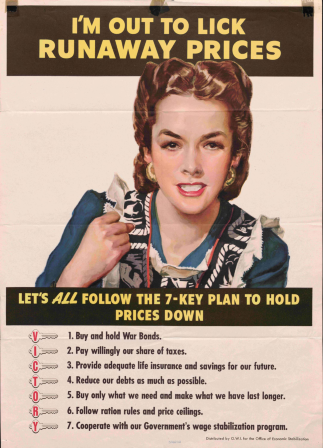 I'M OUT TO LICK
RUNAWAY PRICES
LET'S ALL FOLLOW THE 7-KEY PLAN TO HOLD
PRICES DOWN
V 1. Buy and hold War Bonds.
I 2. Pay willingly our share of taxes.
C 3. Provide adequate life insurance and savings for our future.
T 4. Reduce our debts as much as possible.
O 5. Buy only what we need and make what we have last longer.
R 6. Follow ration rules and price ceilings.
Y 7. Cooperate with our Government's wage stabilization program.
Distributed by O.W.I. for the Office of Economic Stabilization